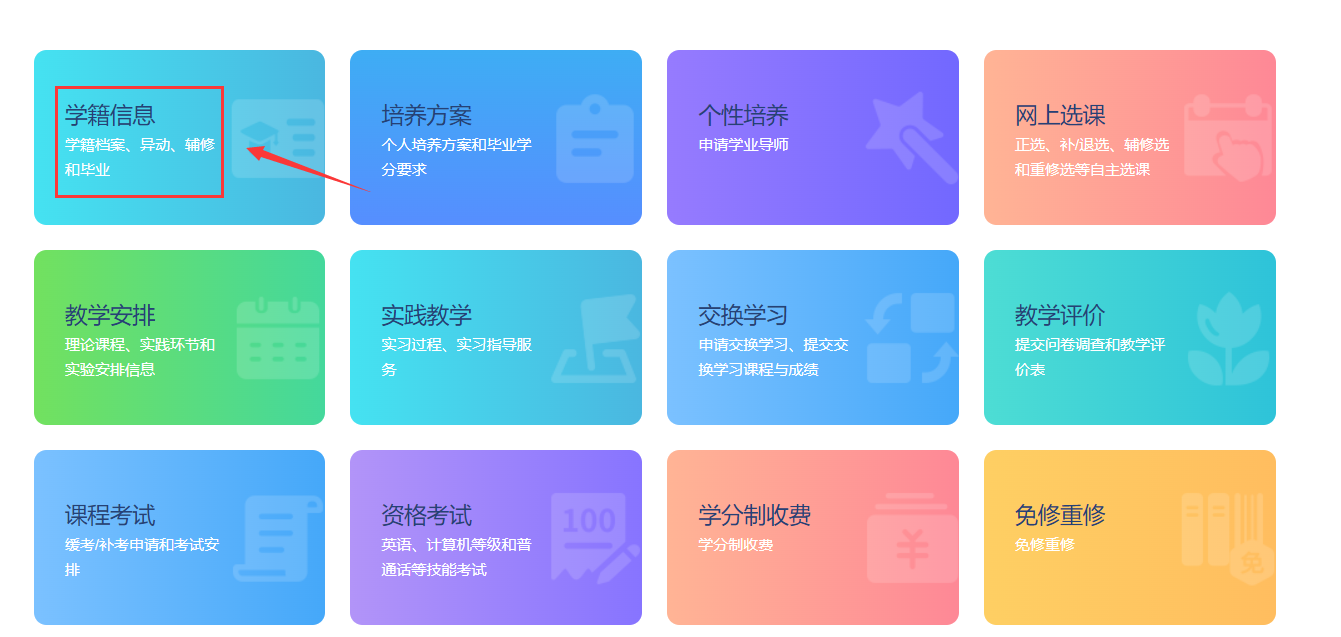 学籍信息
学籍档案、异动、辅修
和毕业
培养方案
个人培养方案和毕业学
分要求
个性培养
申请学业导师
网上选课
正选、补/退选、辅修选
和重修选等自主选课
教学安排
理论课程、实践环节和
实验安排信息
实践教学
实习过程、实习指导服
务
交换学习
申请交换学习、提交交
换学习课程与成绩
教学评价
提交问卷调查和教学评
价表
课程考试
缓考/补考申请和考试安
排
资格考试
英语、计算机等级和普
通话等技能考试
100
学分制收费
学分制收费
¥
免修重修
免修重修
免